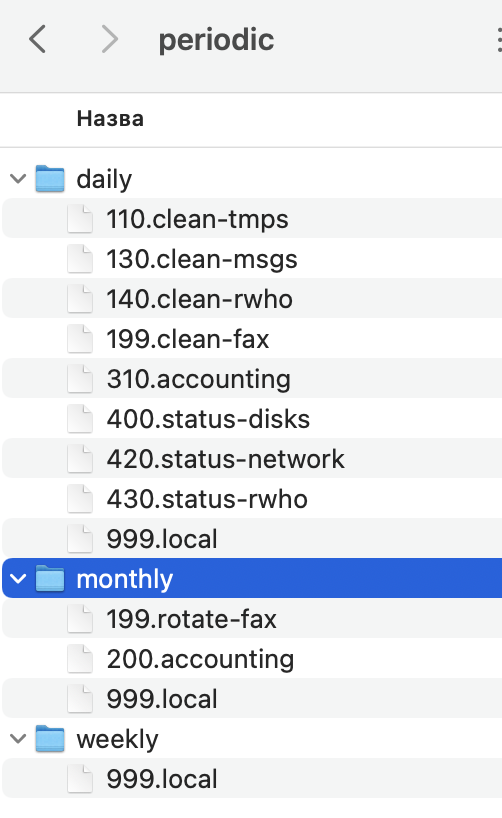 periodic
Назва
daily
110.clean-tmps
130.clean-msgs
140.clean-rwho
199.clean-fax
310.accounting
400.status-disks
420.status-network
430.status-rwho
999.local
monthly
199.rotate-fax
200.accounting
999.local
weekly
999.local